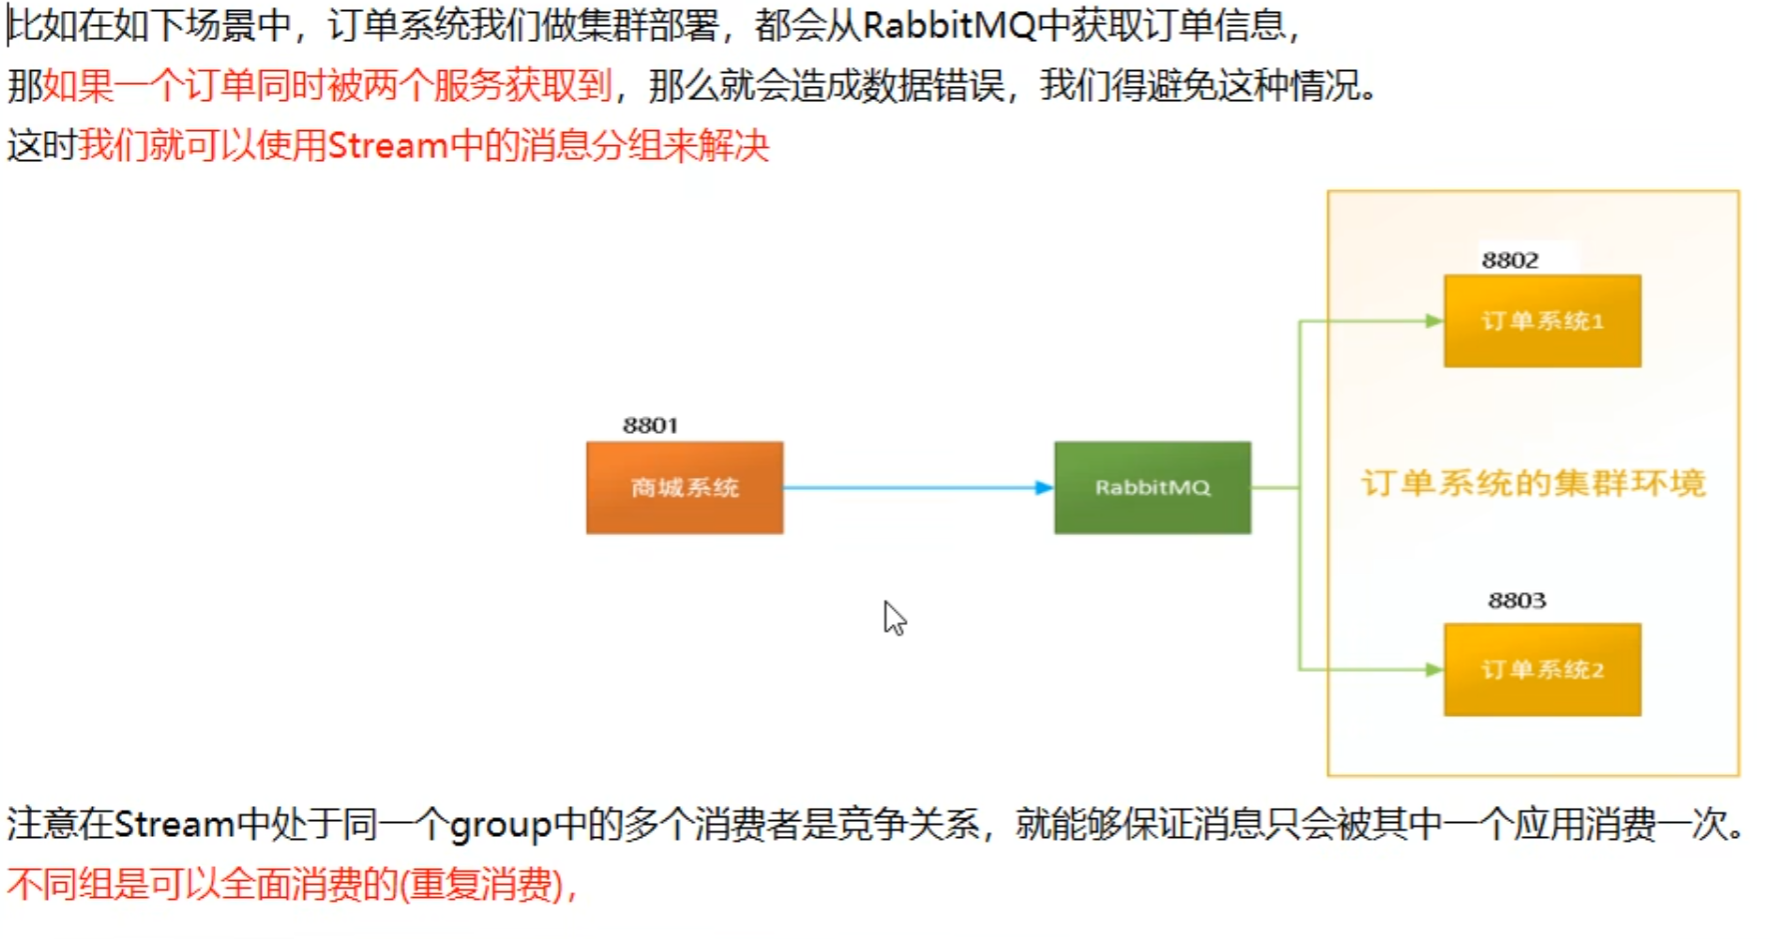 比如在如下场景中，订单系统我们做集群部署，都会从RabbitMQ中获取订单信息，
那如果一个订单同时被两个服务获取到，那么就会造成数据错误，我们得避免这种情况。
这时我们就可以使用Stream中的消息分组来解决
8802
订单系统1
8801
商城系统
RabbitMQ
订单系统的集群环境
8803
订单系统2
注意在Stream中处于同一个group中的多个消费者是竞争关系，就能够保证消息只会被其中一个应用消费一次。
不同组是可以全面消费的(重复消费)，